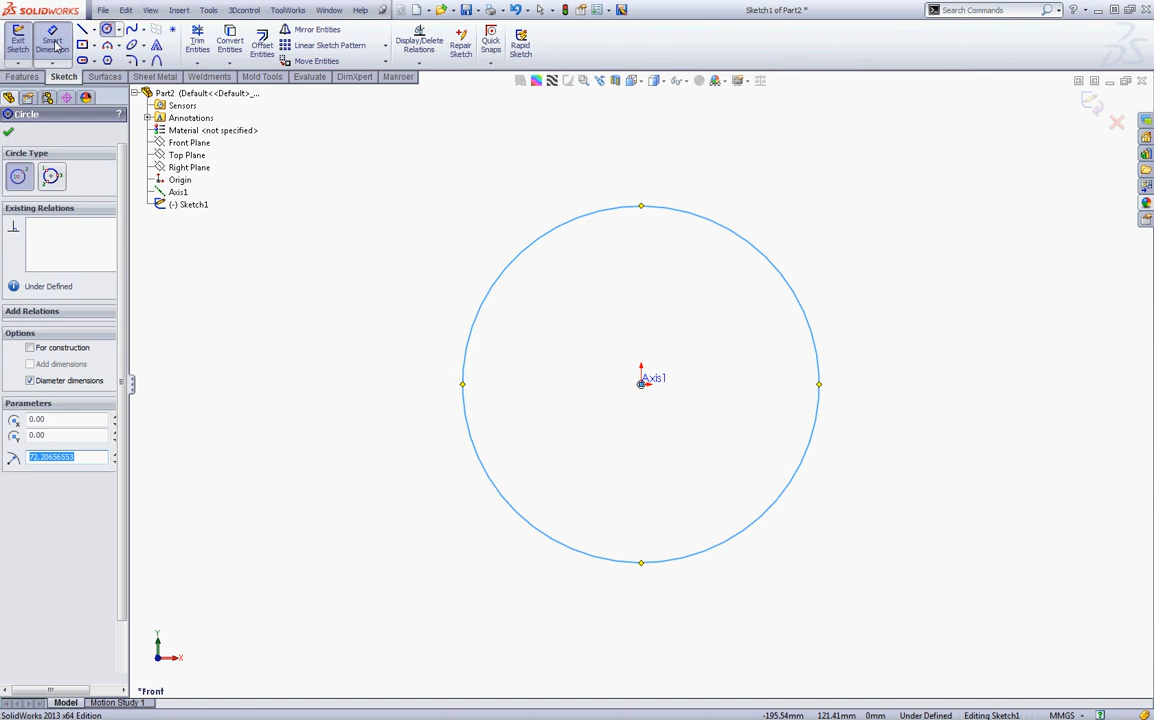 SOLIDWORKS File Edit View Insert Tools 3Dcontrol ToolWorks Window Help Sketch1 of Part2 * Search Commands
Exit Sketch Smart Dimension Trim Entities Convert Entities Offset Entities Mirror Entities Linear Sketch Pattern Move Entities Display/Delete Relations Repair Sketch Quick Snaps Rapid Sketch
Features Sketch Surfaces Sheet Metal Weldments Mold Tools Evaluate DimXpert Makroer
Circle ?
Circle Type
Existing Relations
Under Defined
Add Relations
Options
For construction
Add dimensions
Diameter dimensions
Parameters
0.00
0.00
72.20656553
Part2 (Default<<Default>_...
Sensors
Annotations
Material <not specified>
Front Plane
Top Plane
Right Plane
Origin
Axis1
(-) Sketch1
Axis1
Y
X
*Front
Model Motion Study 1
SolidWorks 2013 x64 Edition -195.54mm 121.41mm 0mm Under Defined Editing Sketch1 MMGS